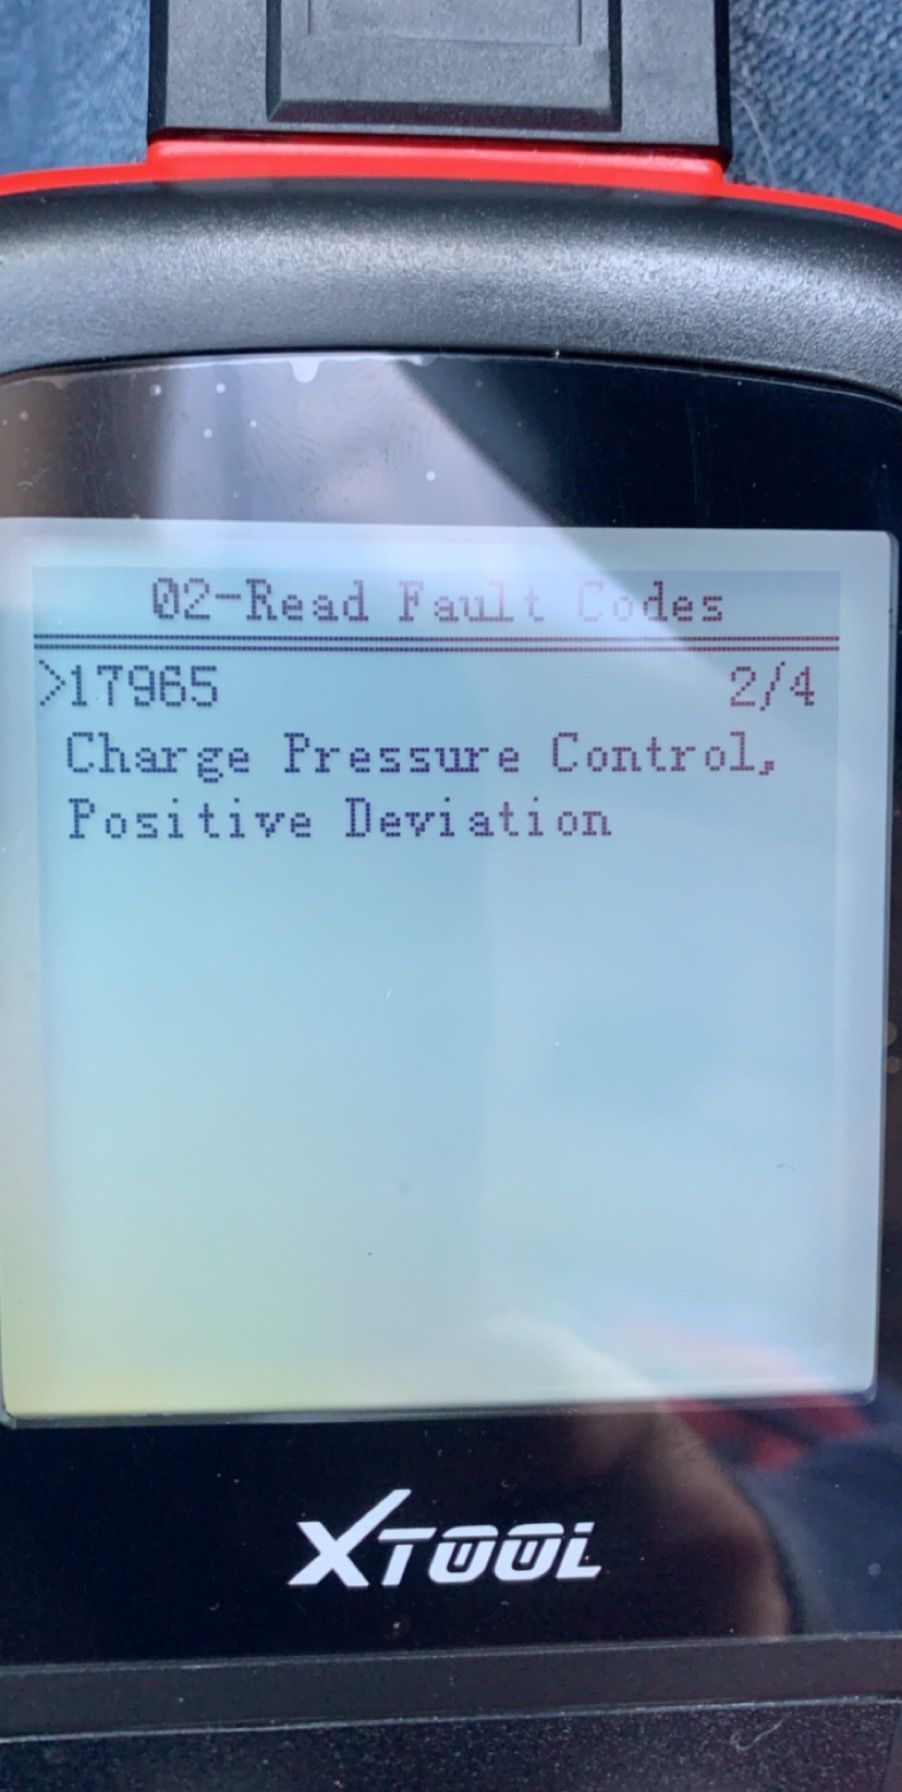 02-Read Fault Codes
>17965 2/4
Charge Pressure Control,
Positive Deviation
XTOOL